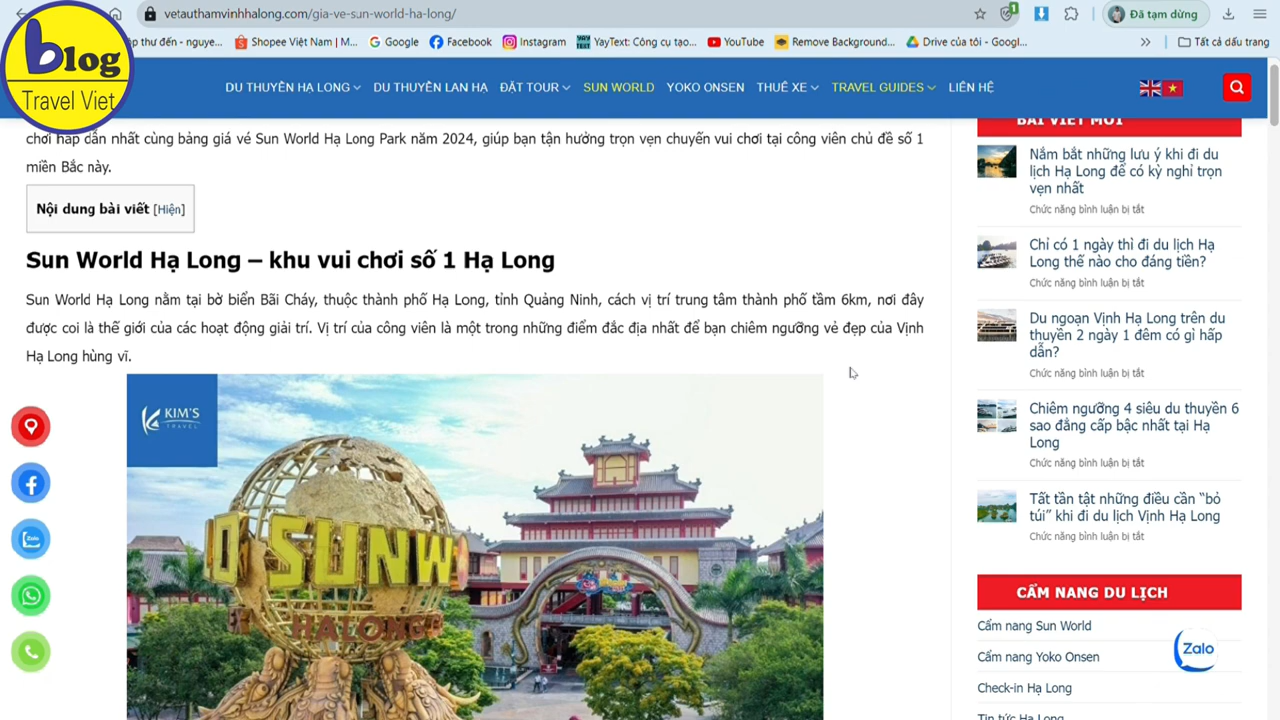 vetauthamvinhhalong.com/gia-ve-sun-world-ha-long/
1
Đã tạm dừng
ập thư đến - nguye...
Shopee Việt Nam | M...
Google
Facebook
Instagram
YAY TEXT
YayText: Công cụ tạo...
YouTube
Remove Background...
Drive của tôi - Googl...
Tất cả dấu trang
blog
Travel Viet
DU THUYỀN HẠ LONG
DU THUYỀN LAN HẠ
ĐẶT TOUR
SUN WORLD
YOKO ONSEN
THUÊ XE
TRAVEL GUIDES
LIÊN HỆ
chơi hấp dẫn nhất cùng bảng giá vé Sun World Hạ Long Park năm 2024, giúp bạn tận hưởng trọn vẹn chuyến vui chơi tại công viên chủ đề số 1
miền Bắc này.
Nội dung bài viết [Hiện]
Sun World Hạ Long – khu vui chơi số 1 Hạ Long
Sun World Hạ Long nằm tại bờ biển Bãi Cháy, thuộc thành phố Hạ Long, tỉnh Quảng Ninh, cách vị trí trung tâm thành phố tầm 6km, nơi đây
được coi là thế giới của các hoạt động giải trí. Vị trí của công viên là một trong những điểm đắc địa nhất để bạn chiêm ngưỡng vẻ đẹp của Vịnh
Hạ Long hùng vĩ.
KIM'S
TRAVEL
O SUNW
HALONG
Zalo
BÀI VIẾT MỚI
Nắm bắt những lưu ý khi đi du
lịch Hạ Long để có kỳ nghỉ trọn
vẹn nhất
Chức năng bình luận bị tắt
Chỉ có 1 ngày thì đi du lịch Hạ
Long thế nào cho đáng tiền?
Chức năng bình luận bị tắt
Du ngoạn Vịnh Hạ Long trên du
thuyền 2 ngày 1 đêm có gì hấp
dẫn?
Chức năng bình luận bị tắt
Chiêm ngưỡng 4 siêu du thuyền 6
sao đẳng cấp bậc nhất tại Hạ
Long
Chức năng bình luận bị tắt
Tất tần tật những điều cần “bỏ
túi” khi đi du lịch Vịnh Hạ Long
Chức năng bình luận bị tắt
CẨM NANG DU LỊCH
Cẩm nang Sun World
Cẩm nang Yoko Onsen
Check-in Hạ Long
Tin tức Hạ Long
Zalo